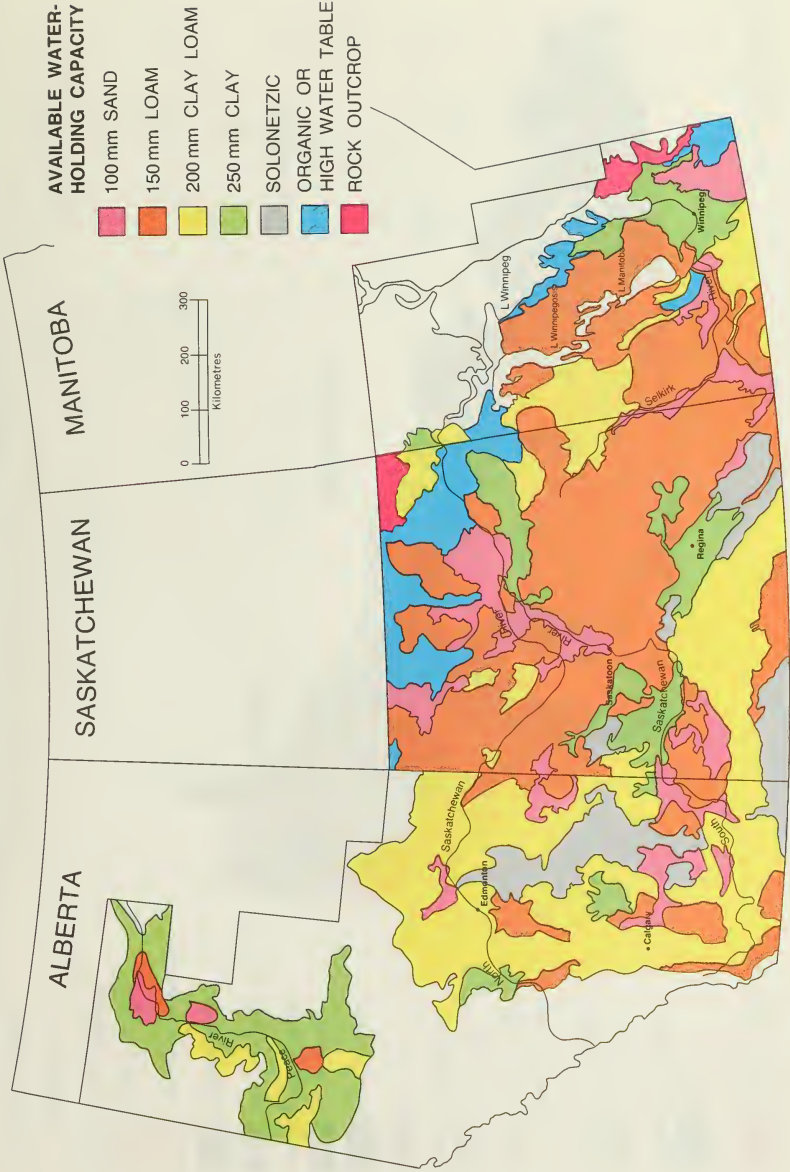 ALBERTA
SASKATCHEWAN
MANITOBA
AVAILABLE WATER-
HOLDING CAPACITY
100 mm SAND
150 mm LOAM
200 mm CLAY LOAM
250 mm CLAY
SOLONETZIC
ORGANIC OR
HIGH WATER TABLE
ROCK OUTCROP
0 100 200 300
Kilometres
Peace
River
North
Saskatchewan
River
Edmonton
Calgary
South
Saskatchewan
River
Saskatoon
Regina
Selkirk
River
L Winnipeg
L Winnipegosis
L Manitoba
Winnipeg